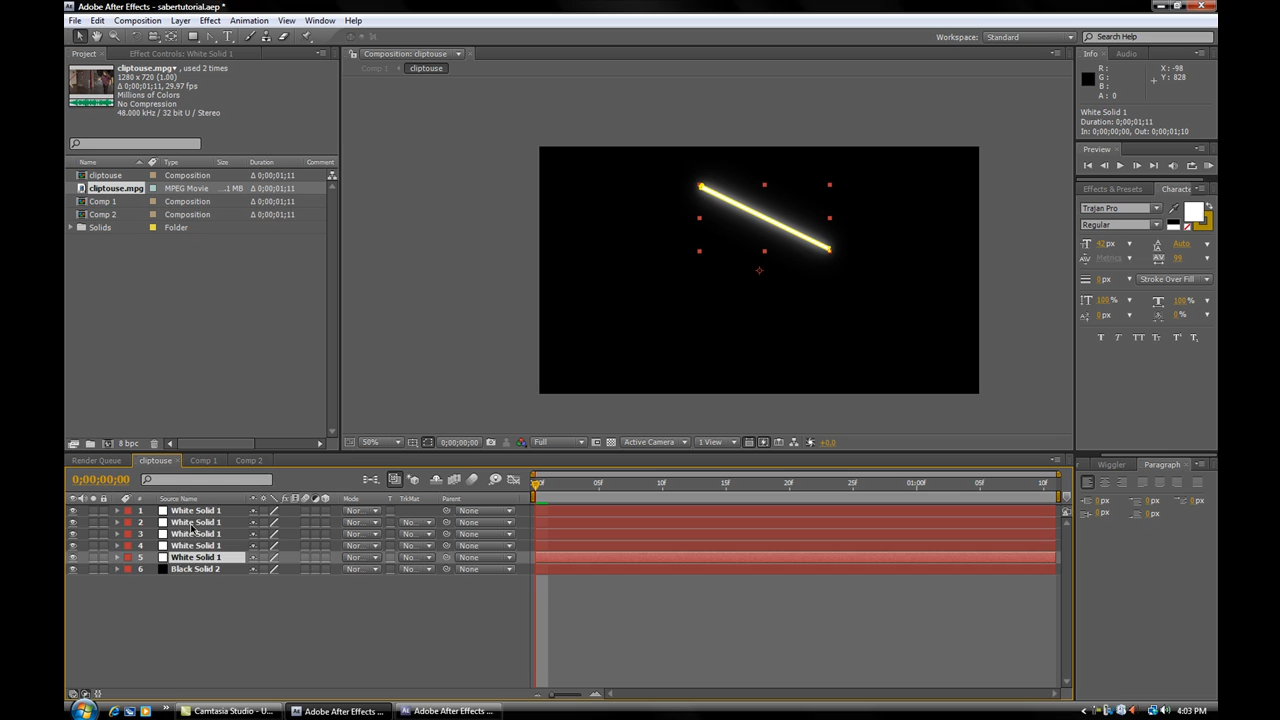 Adobe After Effects - sabertutorial.aep *
File Edit Composition Layer Effect Animation View Window Help
Workspace: Standard Search Help
Project Effect Controls: White Solid 1
Composition: cliptouse
Info Audio
Comp 1 cliptouse
cliptouse.mpg , used 2 times
1280 x 720 (1.00)
Δ 0;00;01;11, 29.97 fps
Millions of Colors
No Compression
48.000 kHz / 32 bit U / Stereo
R :
G :
B :
A : 0
X : -98
Y : 828
White Solid 1
Duration: 0;00;01;11
In: 0;00;00;00, Out: 0;00;01;10
Preview
Name Type Size Duration Comment
cliptouse Composition Δ 0;00;01;11
cliptouse.mpg MPEG Movie ....1 MB Δ 0;00;01;11
Comp 1 Composition Δ 0;00;01;11
Comp 2 Composition Δ 0;00;01;11
Solids Folder
Effects & Presets Characte
Trajan Pro
Regular
42 px Auto
Metrics 99
0 px Stroke Over Fill
100 % 100 %
0 px 0 %
T T TT Tr T T
8 bpc
50% 0;00;00;00 Full Active Camera 1 View +0.0
Render Queue cliptouse Comp 1 Comp 2
Wiggler Paragraph
0;00;00;00
05f 10f 15f 20f 25f 01:00f 05f 10f
# Source Name Mode T TrkMat Parent
1 White Solid 1 Nor... None
2 White Solid 1 Nor... No... None
3 White Solid 1 Nor... No... None
4 White Solid 1 Nor... No... None
5 White Solid 1 Nor... No... None
6 Black Solid 2 Nor... No... None
0 px 0 px 0 px
0 px 0 px
Camtasia Studio - U... Adobe After Effects ... Adobe After Effects ... 4:03 PM